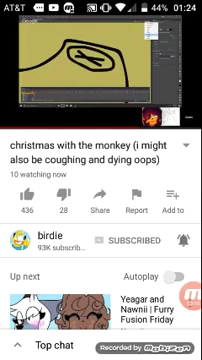 AT&T 44% 01:24
christmas with the monkey (i might
also be coughing and dying oops)
10 watching now
436 28 Share Report Add to
birdie
93K subscrib... SUBSCRIBED
Up next Autoplay
Yeagar and
Nawnii | Furry
Fusion Friday
Top chat
RECORDED BY
Mobizen